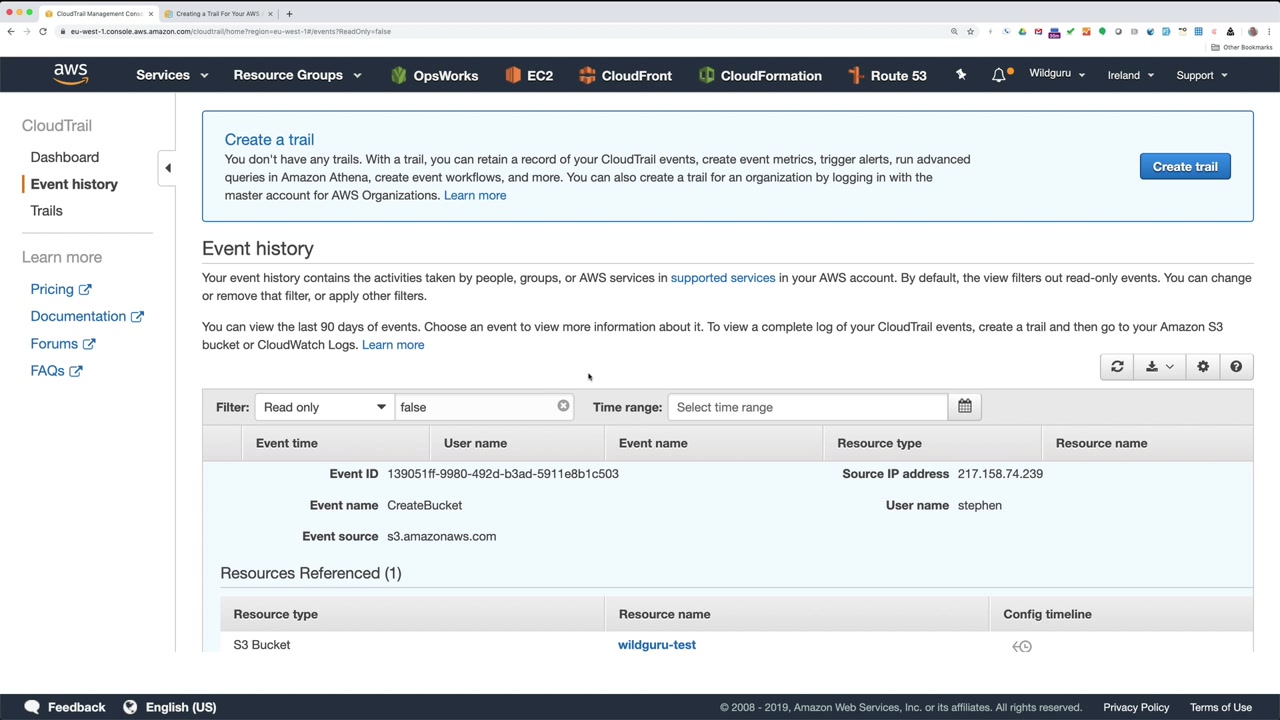 CloudTrail Management Cons
Creating a Trail For Your AWS
eu-west-1.console.aws.amazon.com/cloudtrail/home?region=eu-west-1#/events?ReadOnly=false
Other Bookmarks
aws
Services
Resource Groups
OpsWorks
EC2
CloudFront
CloudFormation
Route 53
Wildguru
Ireland
Support
CloudTrail
Dashboard
Event history
Trails
Learn more
Pricing
Documentation
Forums
FAQs
Create a trail
You don't have any trails. With a trail, you can retain a record of your CloudTrail events, create event metrics, trigger alerts, run advanced
queries in Amazon Athena, create event workflows, and more. You can also create a trail for an organization by logging in with the
master account for AWS Organizations. Learn more
Create trail
Event history
Your event history contains the activities taken by people, groups, or AWS services in supported services in your AWS account. By default, the view filters out read-only events. You can change
or remove that filter, or apply other filters.
You can view the last 90 days of events. Choose an event to view more information about it. To view a complete log of your CloudTrail events, create a trail and then go to your Amazon S3
bucket or CloudWatch Logs. Learn more
Filter: Read only false Time range: Select time range
Event time User name Event name Resource type Resource name
Event ID 139051ff-9980-492d-b3ad-5911e8b1c503 Source IP address 217.158.74.239
Event name CreateBucket User name stephen
Event source s3.amazonaws.com
Resources Referenced (1)
Resource type Resource name Config timeline
S3 Bucket wildguru-test
Feedback English (US) © 2008 - 2019, Amazon Web Services, Inc. or its affiliates. All rights reserved. Privacy Policy Terms of Use